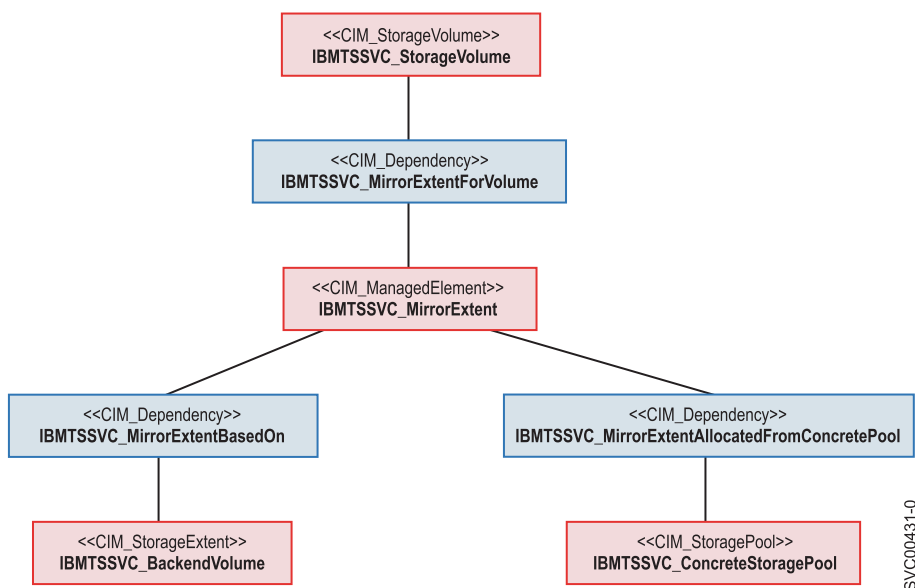 <<CIM_StorageVolume>>
IBMTSSVC_StorageVolume
<<CIM_Dependency>>
IBMTSSVC_MirrorExtentForVolume
<<CIM_ManagedElement>>
IBMTSSVC_MirrorExtent
<<CIM_Dependency>>
IBMTSSVC_MirrorExtentBasedOn
<<CIM_Dependency>>
IBMTSSVC_MirrorExtentAllocatedFromConcretePool
<<CIM_StorageExtent>>
IBMTSSVC_BackendVolume
<<CIM_StoragePool>>
IBMTSSVC_ConcreteStoragePool
SVC00431-0